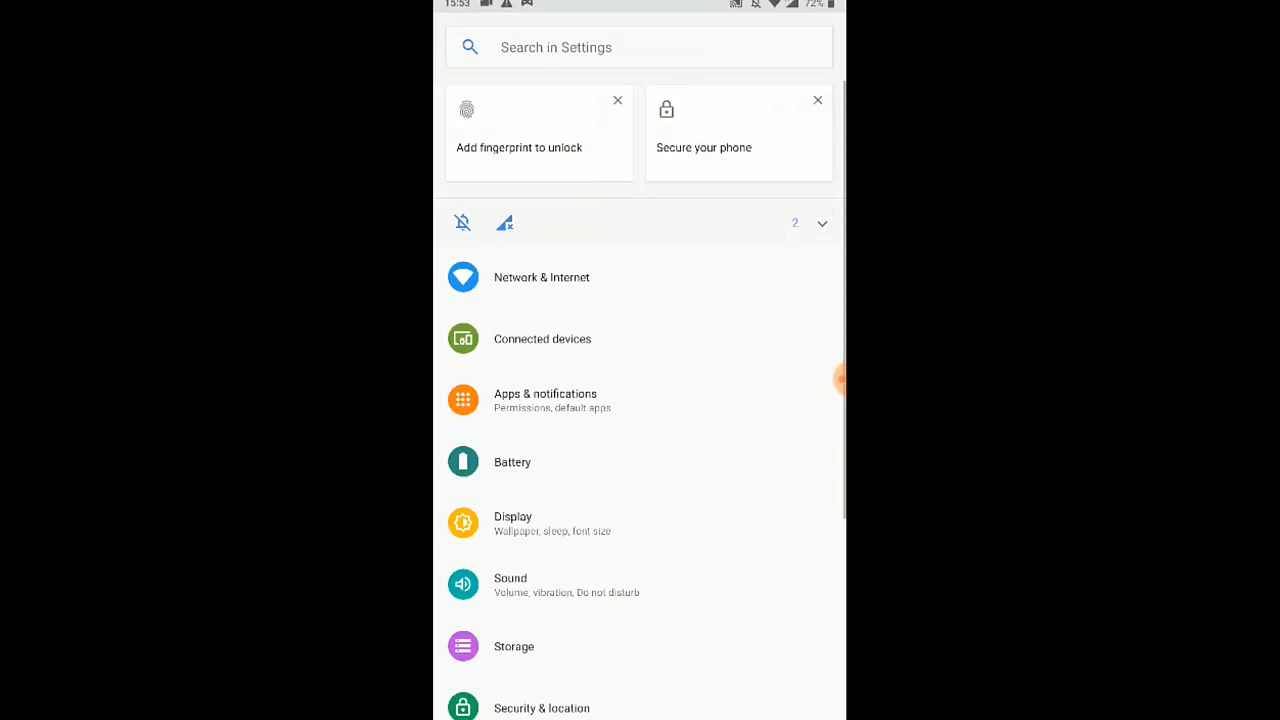 15:53 72%
Search in Settings
Add fingerprint to unlock
Secure your phone
2
Network & Internet
Connected devices
Apps & notifications
Permissions, default apps
Battery
Display
Wallpaper, sleep, font size
Sound
Volume, vibration, Do not disturb
Storage
Security & location